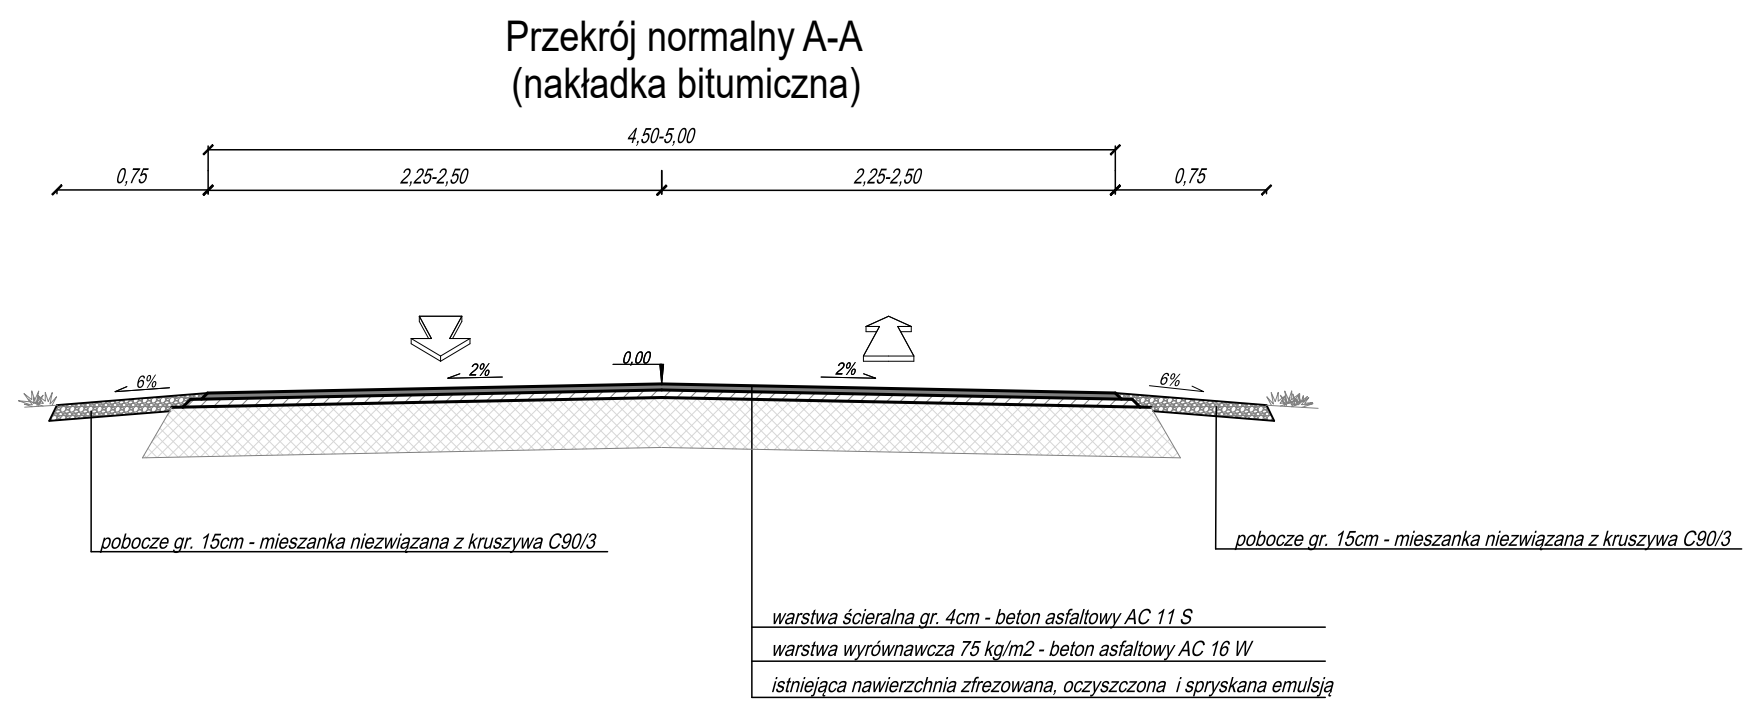 Przekrój normalny A-A
(nakładka bitumiczna)
4,50-5,00
0,75
2,25-2,50
2,25-2,50
0,75
6%
2%
0,00
2%
6%
pobocze gr. 15cm - mieszanka niezwiązana z kruszywa C90/3
pobocze gr. 15cm - mieszanka niezwiązana z kruszywa C90/3
warstwa ścieralna gr. 4cm - beton asfaltowy AC 11 S
warstwa wyrównawcza 75 kg/m2 - beton asfaltowy AC 16 W
istniejąca nawierzchnia zfrezowana, oczyszczona i spryskana emulsją